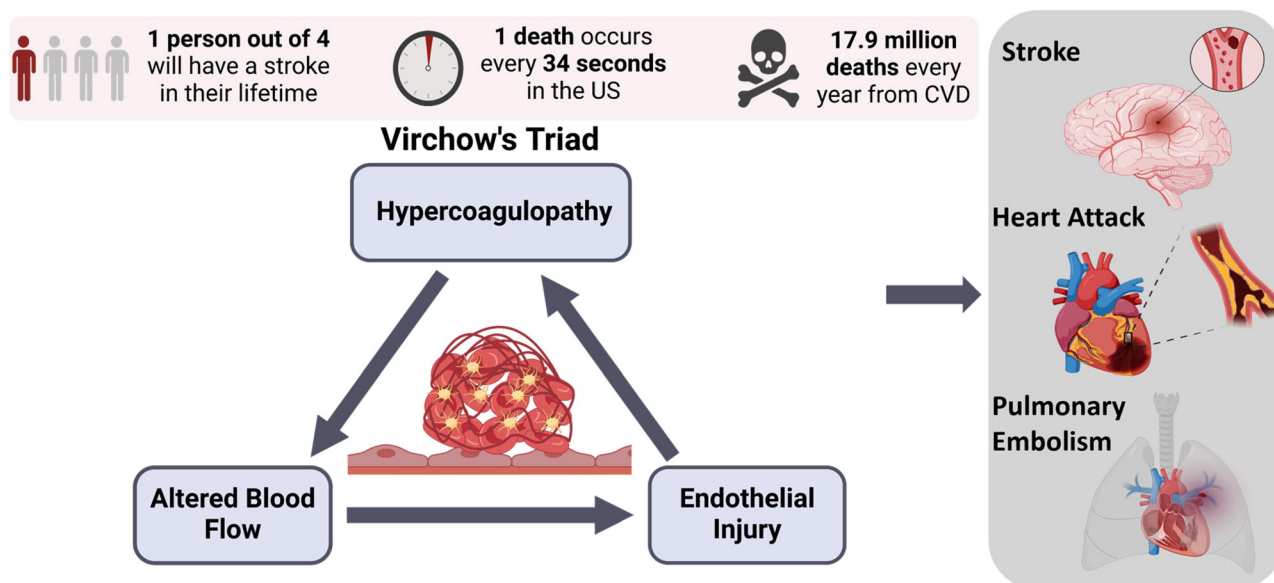 1 person out of 4
will have a stroke
in their lifetime
1 death occurs
every 34 seconds
in the US
17.9 million
deaths every
year from CVD
Virchow's Triad
Hypercoagulopathy
Altered Blood
Flow
Endothelial
Injury
Stroke
Heart Attack
Pulmonary
Embolism